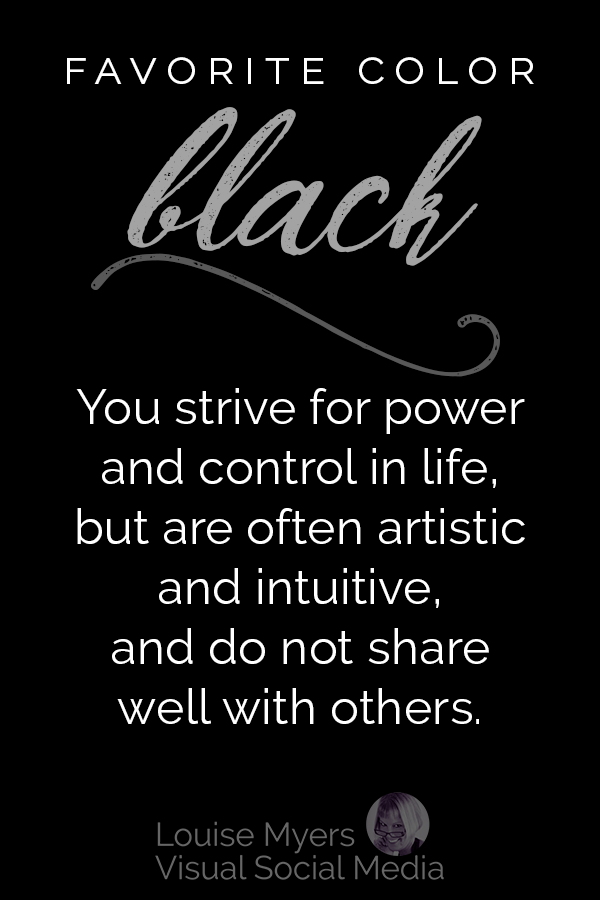 FAVORITE COLOR
black
You strive for power
and control in life,
but are often artistic
and intuitive,
and do not share
well with others.
Louise Myers
Visual Social Media